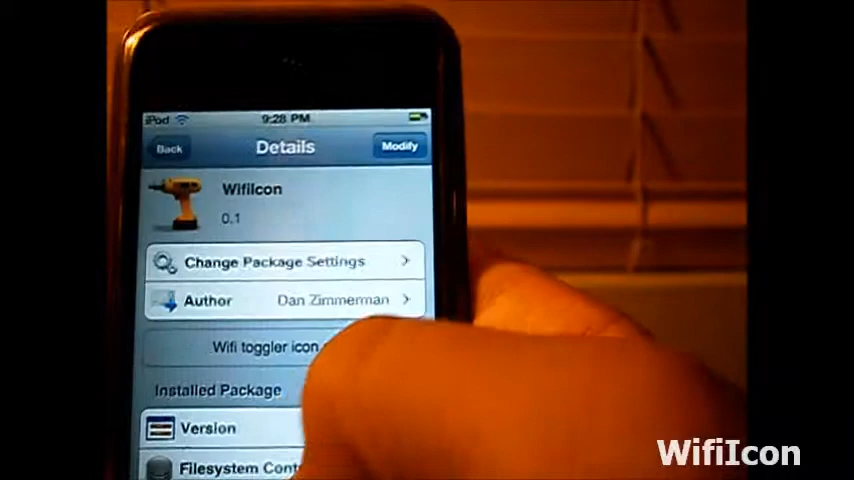 iPod 9:28 PM
Back Details Modify
WifiIcon
0.1
Change Package Settings
Author Dan Zimmerman
Wifi toggler icon
Installed Package
Version
Filesystem
WifiIcon